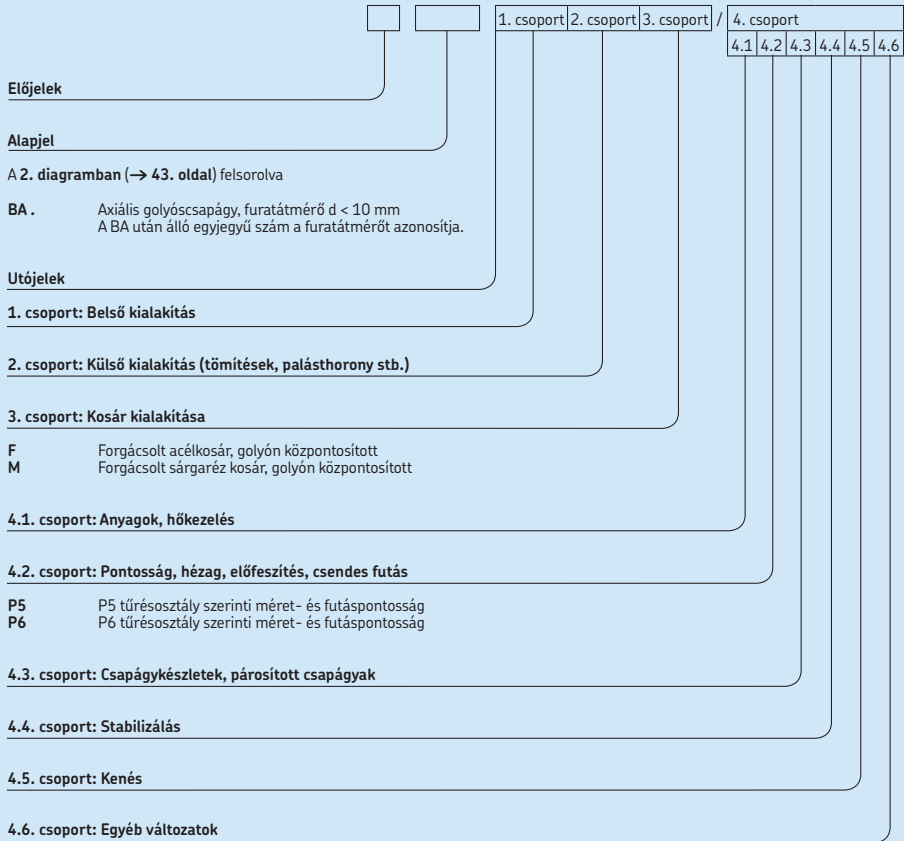 1. csoport 2. csoport 3. csoport / 4. csoport
4.1 4.2 4.3 4.4 4.5 4.6
Előjelek
Alapjel
A 2. diagramban (→ 43. oldal) felsorolva
BA . Axiális golyóscsapágy, furatátmérő d < 10 mm
A BA után álló egyjegyű szám a furatátmérőt azonosítja.
Utójelek
1. csoport: Belső kialakítás
2. csoport: Külső kialakítás (tömítések, palásthorony stb.)
3. csoport: Kosár kialakítása
F Forgácsolt acélkosár, golyón központosított
M Forgácsolt sárgaréz kosár, golyón központosított
4.1. csoport: Anyagok, hőkezelés
4.2. csoport: Pontosság, hézag, előfeszítés, csendes futás
P5 P5 tűrésosztály szerinti méret- és futáspontosság
P6 P6 tűrésosztály szerinti méret- és futáspontosság
4.3. csoport: Csapágykészletek, párosított csapágyak
4.4. csoport: Stabilizálás
4.5. csoport: Kenés
4.6. csoport: Egyéb változatok